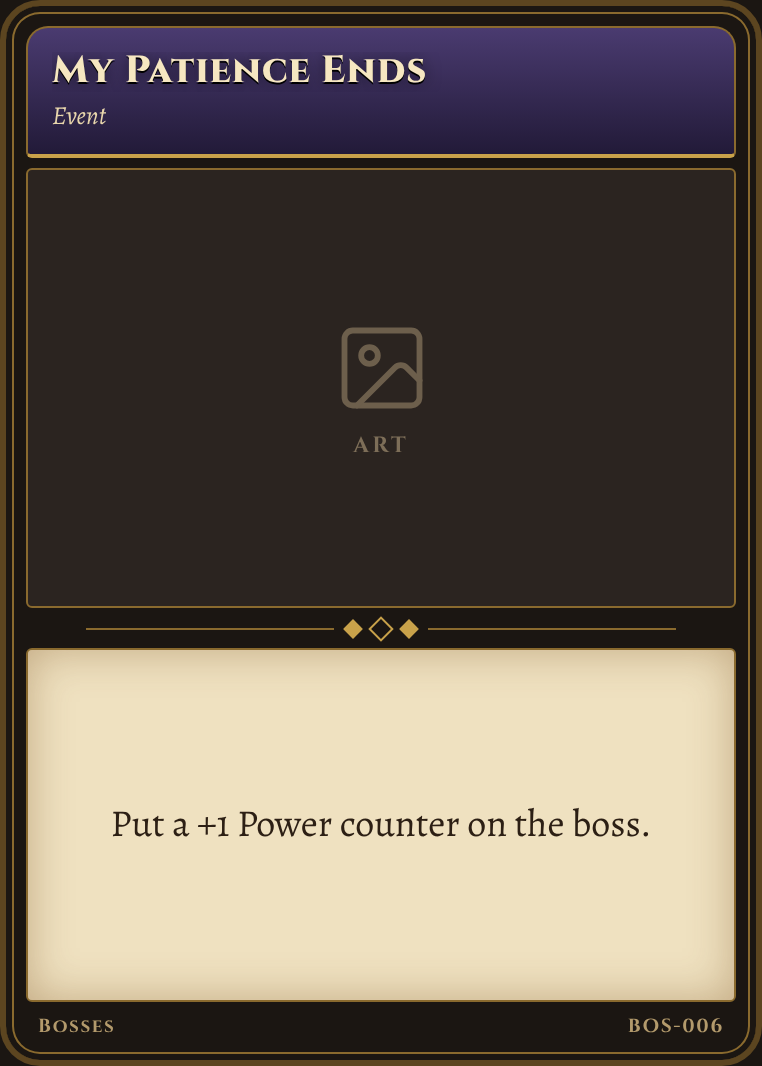 My Patience Ends
Event
ART
Put a +1 Power counter on the boss.
Bosses
BOS-006